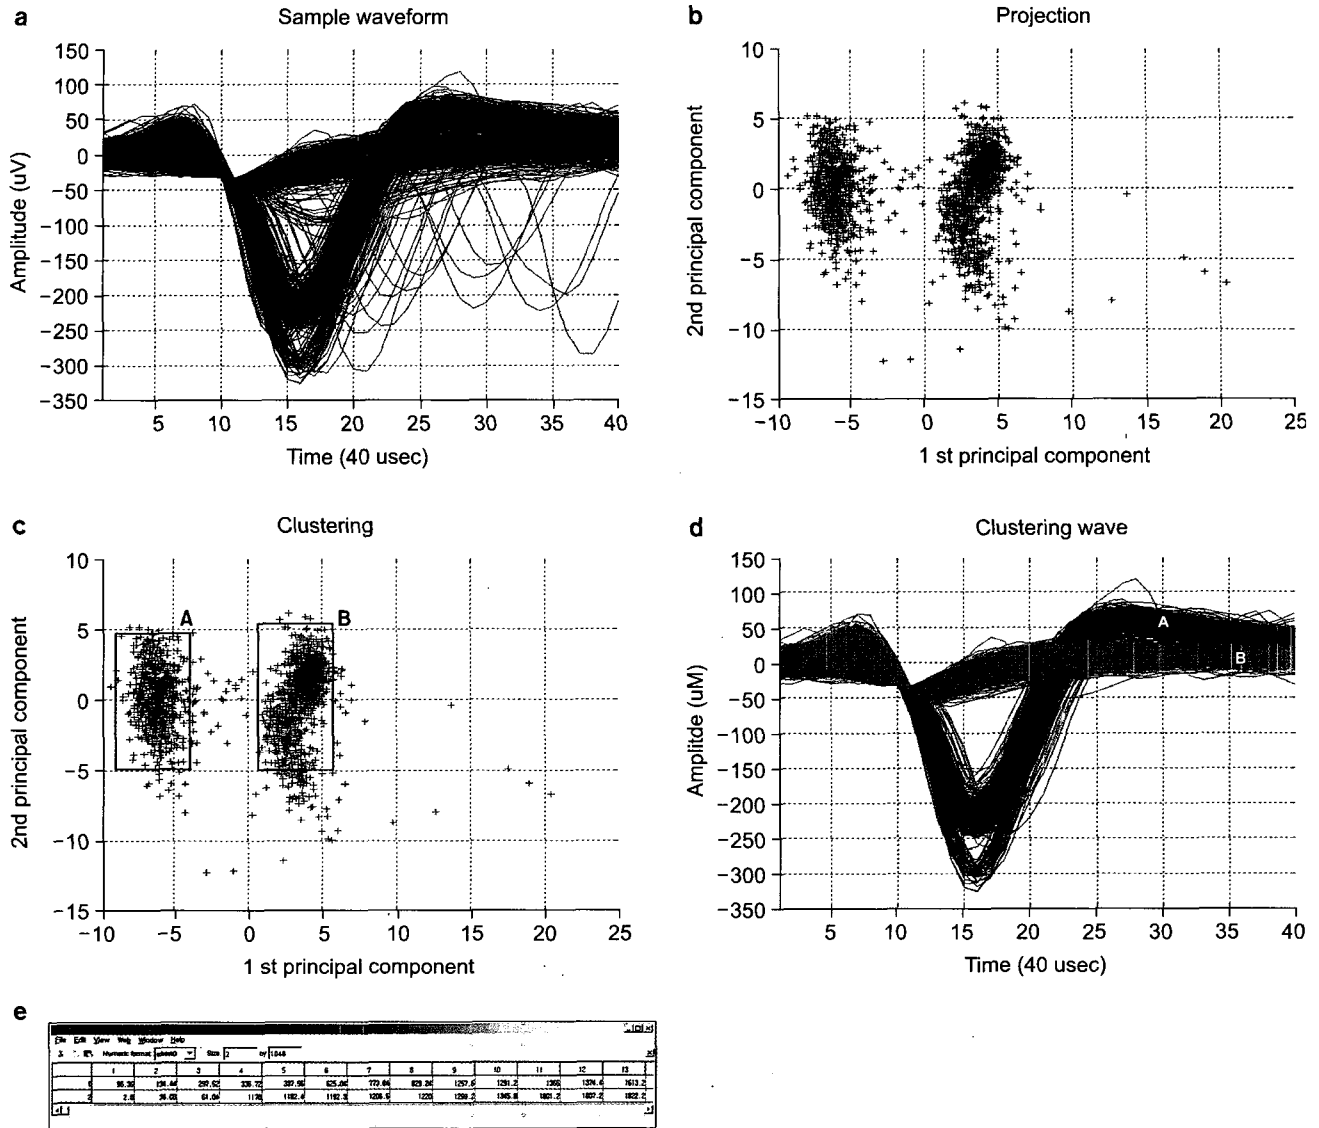 a
Sample waveform
150
100
50
0
−50
−100
−150
−200
−250
−300
−350
Amplitude (uV)
5 10 15 20 25 30 35 40
Time (40 usec)
b
Projection
10
5
0
−5
−10
−15
2nd principal component
−10 −5 0 5 10 15 20 25
1 st principal component
c
Clustering
10
5
0
−5
−10
−15
2nd principal component
A B
−10 −5 0 5 10 15 20 25
1 st principal component
d
Clustering wave
150
100
50
0
−50
−100
−150
−200
−250
−300
−350
Amplitde (uM)
A
B
5 10 15 20 25 30 35 40
Time (40 usec)
e
File Edit View Web Window Help
Numeric format: Size: 2 by 1848
1 2 3 4 5 6 7 8 9 10 11 12 13